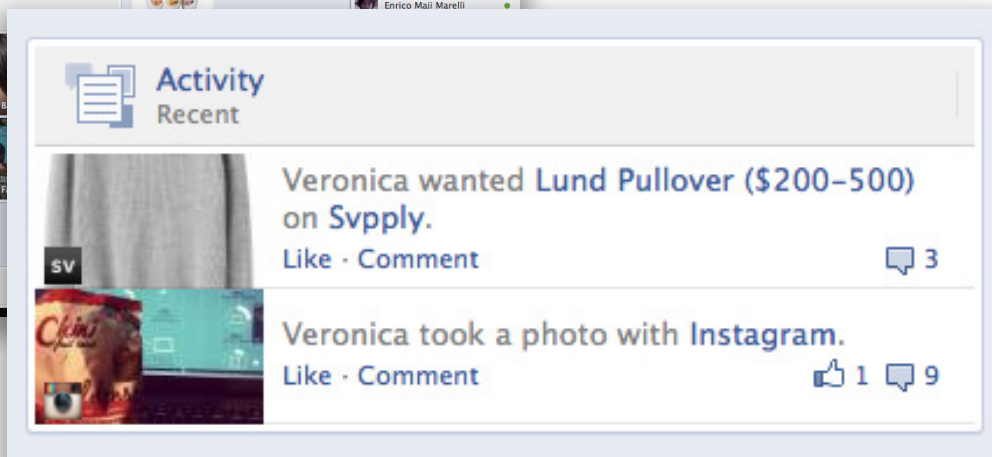 Enrico Maji Marelli
Activity
Recent
Veronica wanted Lund Pullover ($200–500)
on Svpply.
Like · Comment
3
sv
Veronica took a photo with Instagram.
Like · Comment
1 9